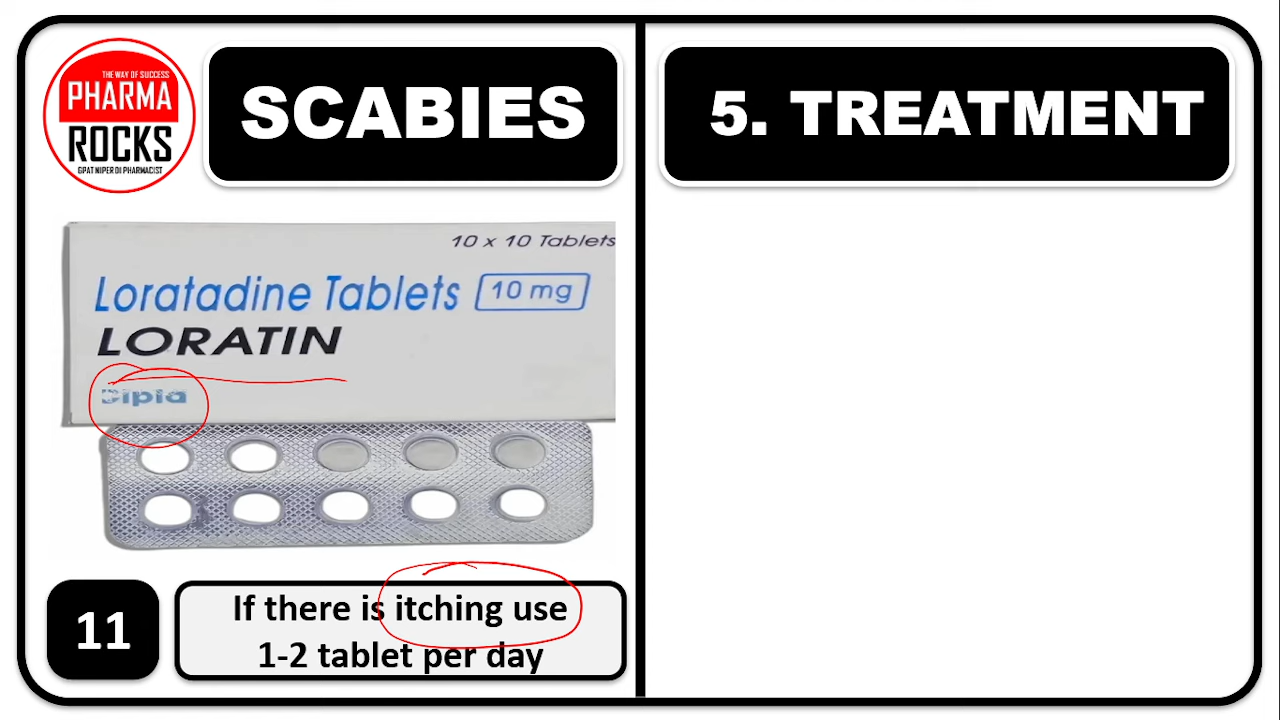 THE WAY OF SUCCESS
PHARMA
ROCKS
GPAT NIPER DI PHARMACIST
SCABIES
5. TREATMENT
10 x 10 Tablets
Loratadine Tablets 10 mg
LORATIN
Cipla
11
If there is itching use
1-2 tablet per day